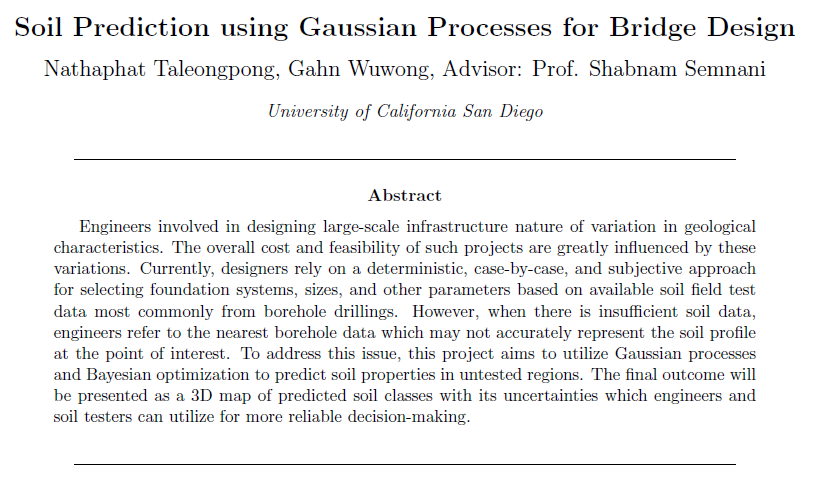 Soil Prediction using Gaussian Processes for Bridge Design
Nathaphat Taleongpong, Gahn Wuwong, Advisor: Prof. Shabnam Semnani
University of California San Diego
Abstract
Engineers involved in designing large-scale infrastructure nature of variation in geological
characteristics. The overall cost and feasibility of such projects are greatly influenced by these
variations. Currently, designers rely on a deterministic, case-by-case, and subjective approach
for selecting foundation systems, sizes, and other parameters based on available soil field test
data most commonly from borehole drillings. However, when there is insufficient soil data,
engineers refer to the nearest borehole data which may not accurately represent the soil profile
at the point of interest. To address this issue, this project aims to utilize Gaussian processes
and Bayesian optimization to predict soil properties in untested regions. The final outcome will
be presented as a 3D map of predicted soil classes with its uncertainties which engineers and
soil testers can utilize for more reliable decision-making.